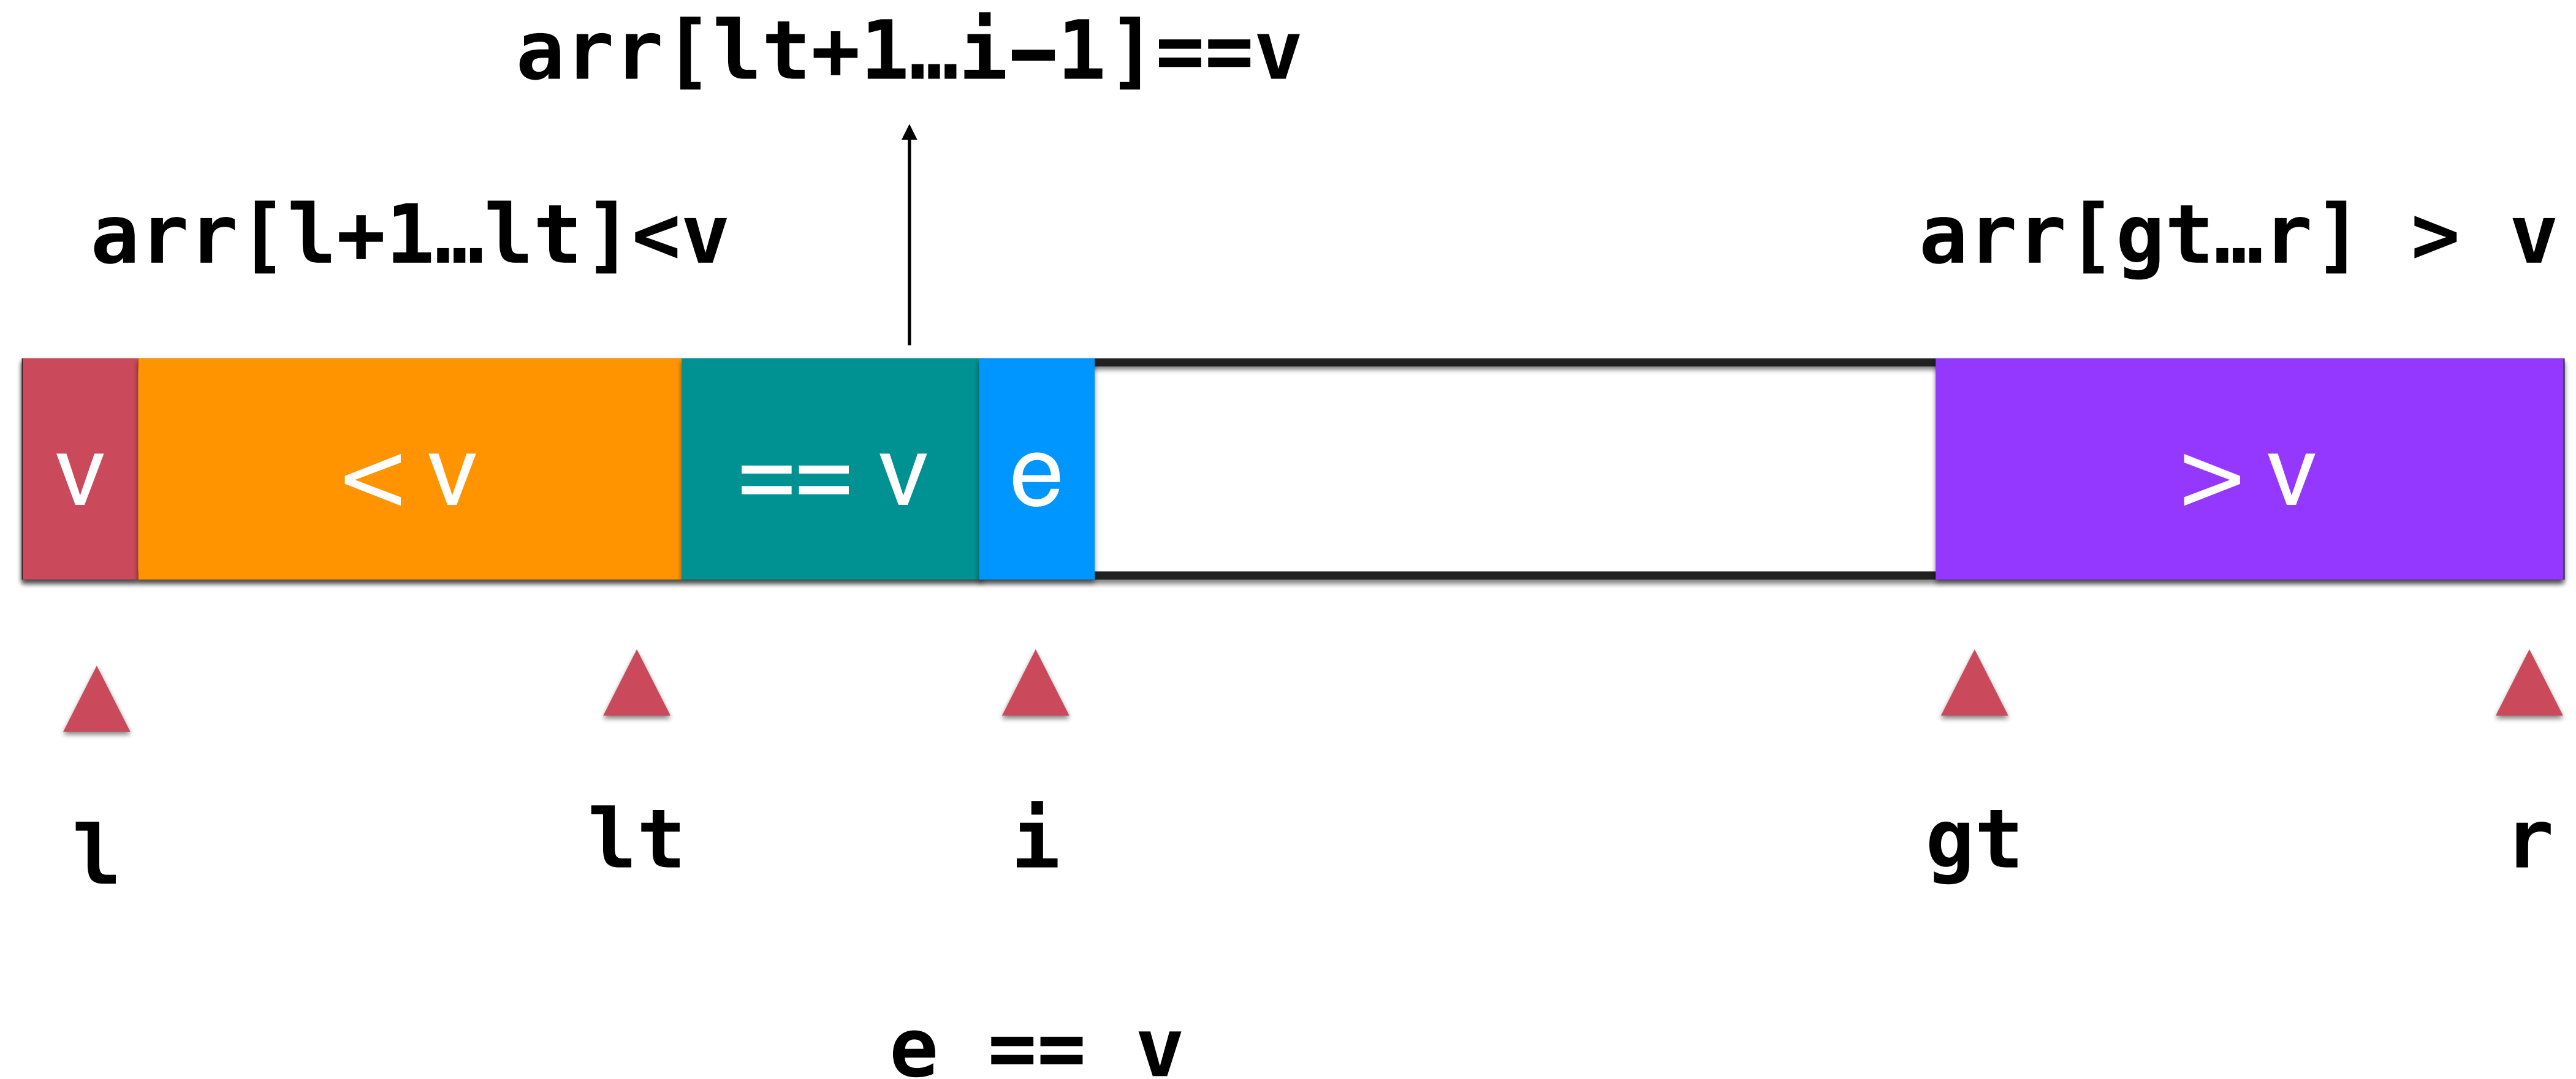 arr[lt+1…i-1]==v
arr[l+1…lt]<v
arr[gt…r] > v
v
< v
== v
e
> v
l
lt
i
gt
r
e == v